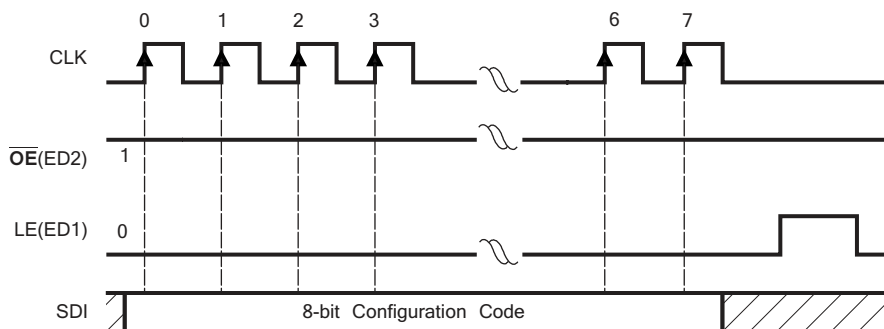 0 1 2 3 6 7
CLK
OE(ED2) 1
LE(ED1) 0
SDI 8-bit Configuration Code